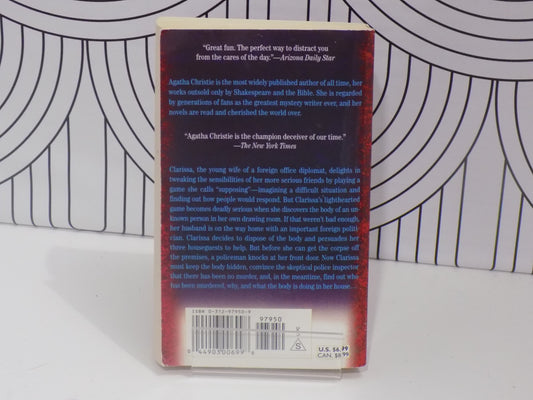 “Great fun. The perfect way to distract you
from the cares of the day.”—Arizona Daily Star
Agatha Christie is the most widely published author of all time, her
works outsold only by Shakespeare and the Bible. She is regarded
by generations of fans as the greatest mystery writer ever, and her
novels are read and cherished the world over.
“Agatha Christie is the champion deceiver of our time.”
—The New York Times
Clarissa, the young wife of a foreign office diplomat, delights in
tweaking the sensibilities of her more serious friends by playing a
game she calls “supposing”—imagining a difficult situation and
finding out how people would respond. But Clarissa's lighthearted
game becomes deadly serious when she discovers the body of an un-
known person in her own drawing room. If that weren't bad enough,
her husband is on the way home with an important foreign politi-
cian. Clarissa decides to dispose of the body and persuades her
three houseguests to help. But before she can get the corpse off
the premises, a policeman knocks at her front door. Now Clarissa
must keep the body hidden, convince the skeptical police inspector
that there has been no murder, and, in the meantime, find out who
has been murdered, why, and what the body is doing in her house...
ISBN 0-312-97950-9
97950
S
0 44903 00699 6
U.S. $6.99
CAN. $8.99